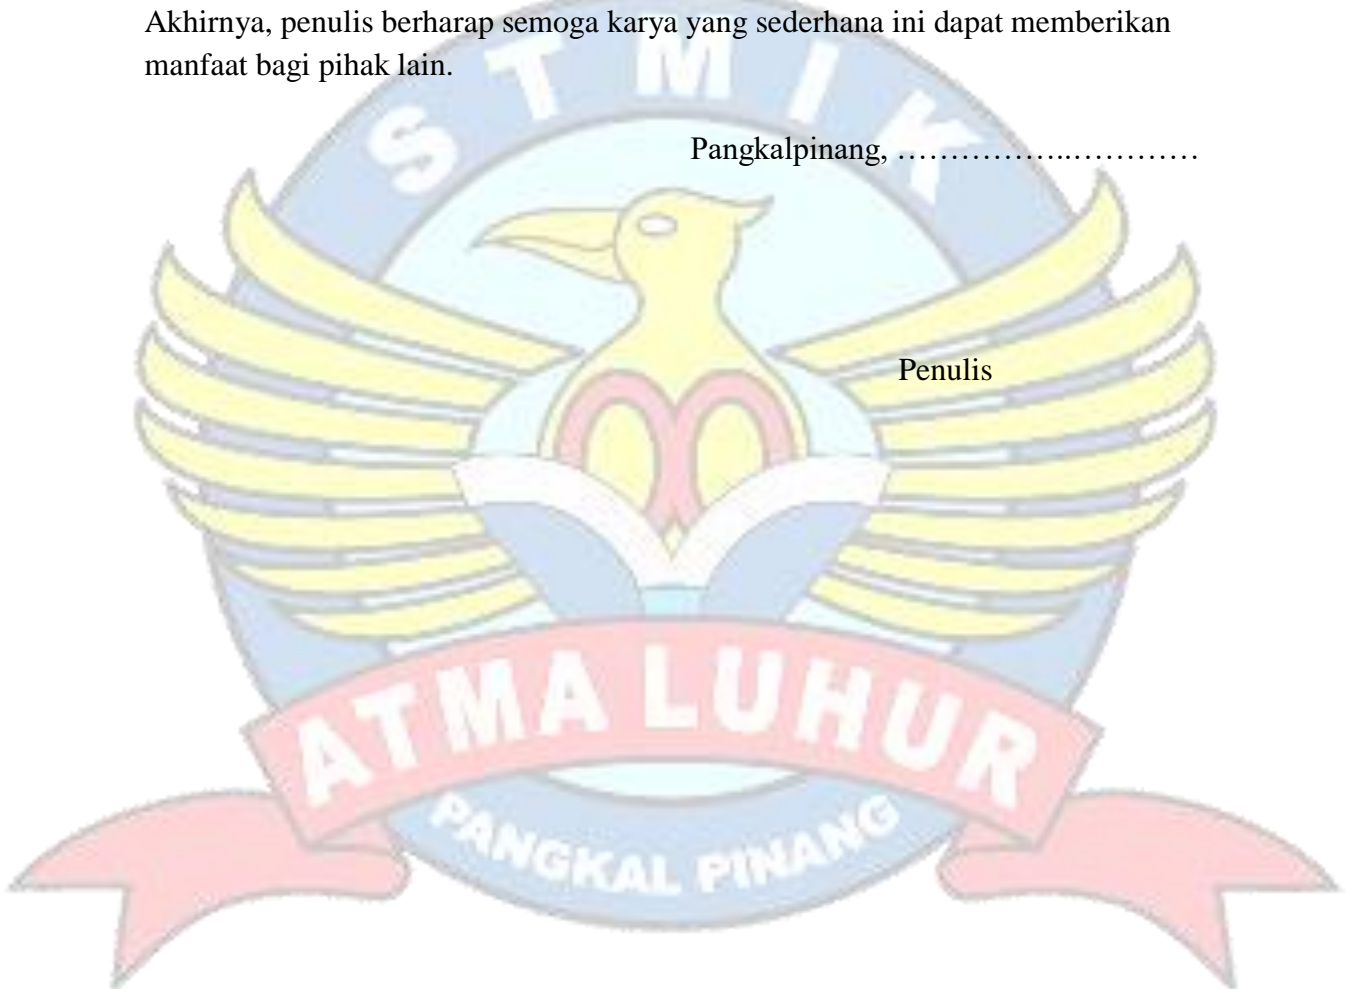 Akhirnya, penulis berharap semoga karya yang sederhana ini dapat memberikan
manfaat bagi pihak lain.
STMIK
Pangkalpinang, ……………..…………
Penulis
ATMA LUHUR
PANGKAL PINANG